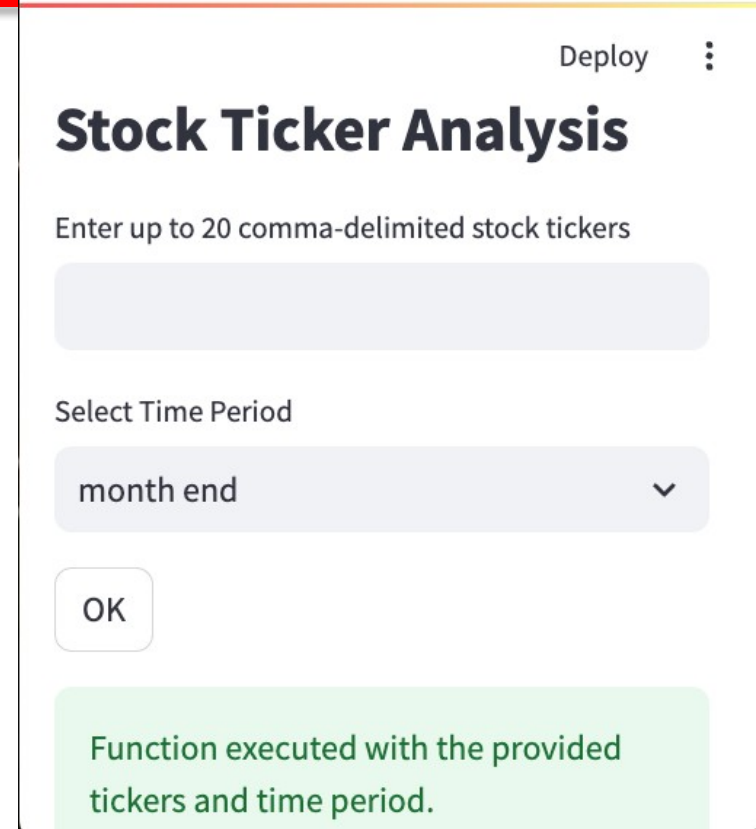 Deploy
Stock Ticker Analysis
Enter up to 20 comma-delimited stock tickers
Select Time Period
month end
OK
Function executed with the provided
tickers and time period.